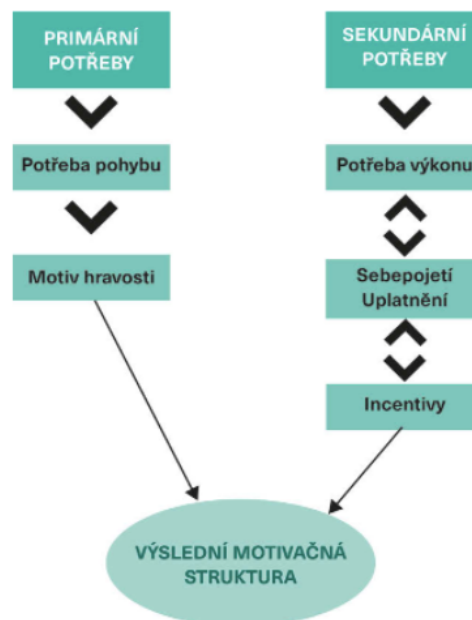 PRIMÁRNÍ
POTŘEBY
SEKUNDÁRNÍ
POTŘEBY
Potřeba pohybu
Potřeba výkonu
Motiv hravosti
Sebepojetí
Uplatnění
Incentivy
VÝSLEDNÍ MOTIVAČNÁ
STRUKTURA